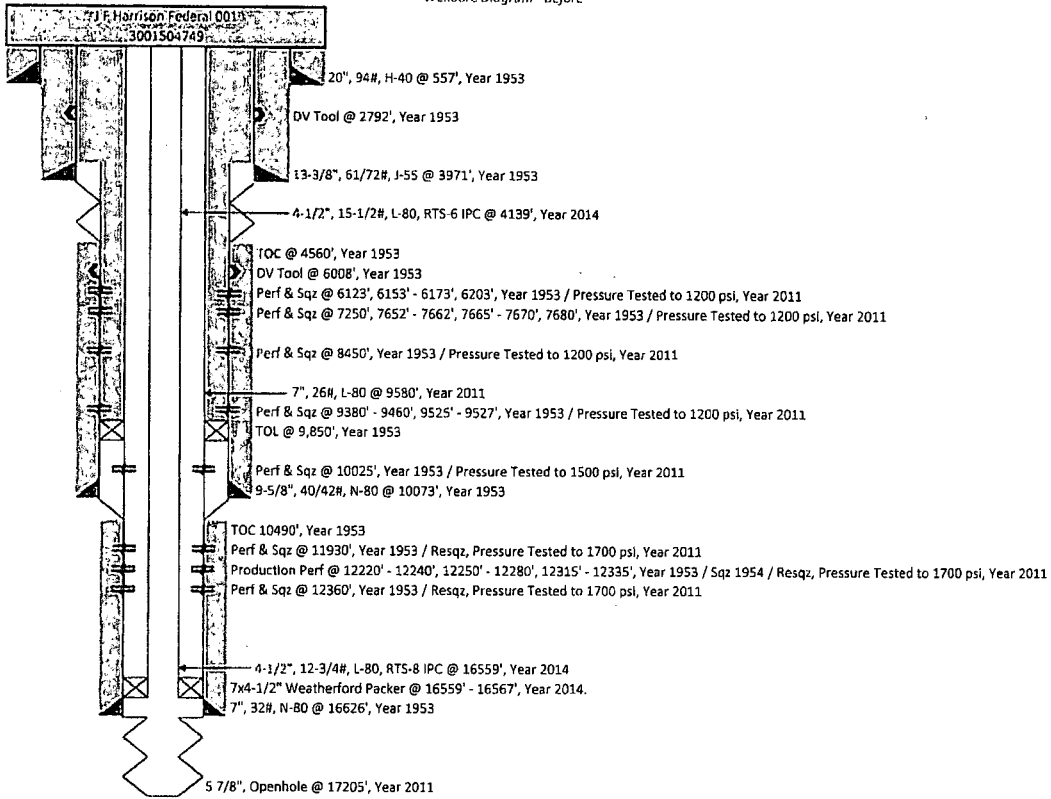 Wellbore Diagram - Before
J F Harrison Federal 001
3001504749
20", 94#, H-40 @ 557', Year 1953
DV Tool @ 2792', Year 1953
13-3/8", 61/72#, J-55 @ 3971', Year 1953
4-1/2", 15-1/2#, L-80, RTS-6 IPC @ 4139', Year 2014
TOC @ 4560', Year 1953
DV Tool @ 6008', Year 1953
Perf & Sqz @ 6123', 6153' - 6173', 6203', Year 1953 / Pressure Tested to 1200 psi, Year 2011
Perf & Sqz @ 7250', 7652' - 7662', 7665' - 7670', 7680', Year 1953 / Pressure Tested to 1200 psi, Year 2011
Perf & Sqz @ 8450', Year 1953 / Pressure Tested to 1200 psi, Year 2011
7", 26#, L-80 @ 9580', Year 2011
Perf & Sqz @ 9380' - 9460', 9525' - 9527', Year 1953 / Pressure Tested to 1200 psi, Year 2011
TOL @ 9,850', Year 1953
Perf & Sqz @ 10025', Year 1953 / Pressure Tested to 1500 psi, Year 2011
9-5/8", 40/42#, N-80 @ 10073', Year 1953
TOC 10490', Year 1953
Perf & Sqz @ 11930', Year 1953 / Resqz, Pressure Tested to 1700 psi, Year 2011
Production Perf @ 12220' - 12240', 12250' - 12280', 12315' - 12335', Year 1953 / Sqz 1954 / Resqz, Pressure Tested to 1700 psi, Year 2011
Perf & Sqz @ 12360', Year 1953 / Resqz, Pressure Tested to 1700 psi, Year 2011
4-1/2", 12-3/4#, L-80, RTS-8 IPC @ 16559', Year 2014
7x4-1/2" Weatherford Packer @ 16559' - 16567', Year 2014.
7", 32#, N-80 @ 16626', Year 1953
5 7/8", Openhole @ 17205', Year 2011